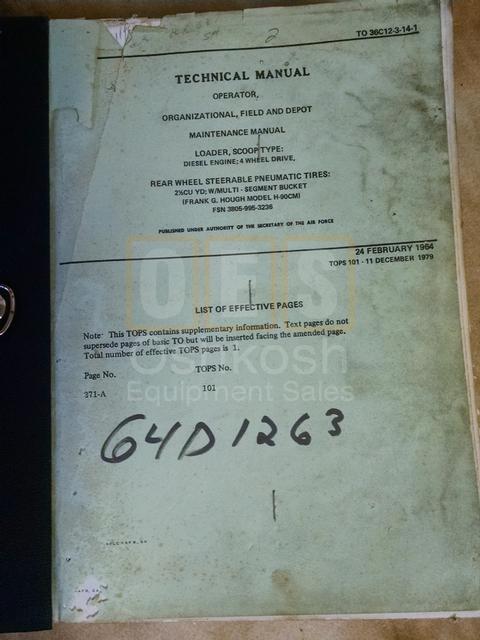 2
TO 36C12-3-14-1
TECHNICAL MANUAL
OPERATOR,
ORGANIZATIONAL, FIELD AND DEPOT
MAINTENANCE MANUAL
LOADER, SCOOP TYPE:
DIESEL ENGINE; 4 WHEEL DRIVE,
REAR WHEEL STEERABLE PNEUMATIC TIRES:
2½CU YD; W/MULTI - SEGMENT BUCKET
(FRANK G. HOUGH MODEL H-90CM)
FSN 3805-995-3236
PUBLISHED UNDER AUTHORITY OF THE SECRETARY OF THE AIR FORCE
24 FEBRUARY 1964
TOPS 101 - 11 DECEMBER 1979
OES
LIST OF EFFECTIVE PAGES
Note: This TOPS contains supplementary information. Text pages do not
supersede pages of basic TO but will be inserted facing the amended page.
Total number of effective TOPS pages is 1.
Oshkosh
Equipment Sales
Page No. TOPS No.
371-A 101
64D1263